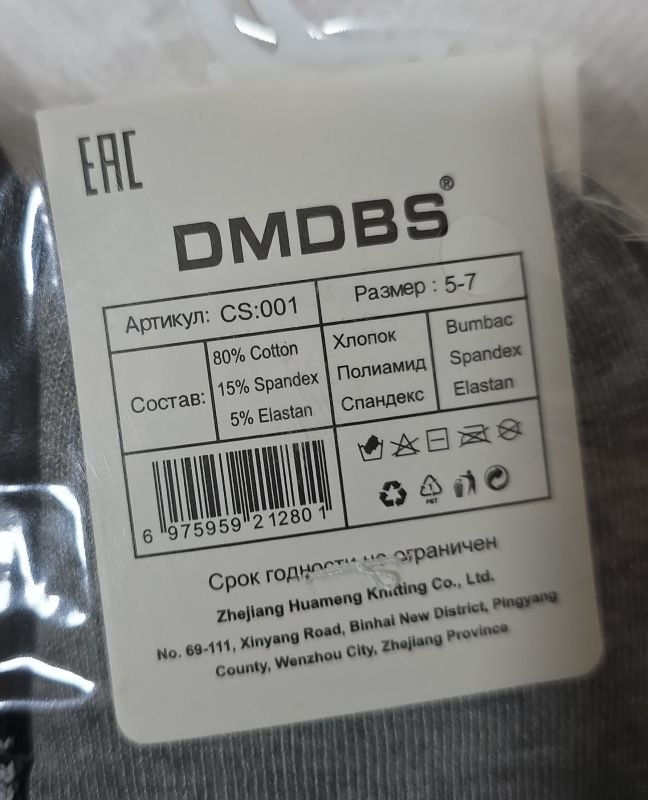 EAC
DMDBS®
Артикул: CS:001
Размер : 5-7
Состав:
80% Cotton
15% Spandex
5% Elastan
Хлопок
Полиамид
Спандекс
Bumbac
Spandex
Elastan
6 975959 212801
1
PET
Срок годности не ограничен
Zhejiang Huameng Knitting Co., Ltd.
No. 69-111, Xinyang Road, Binhai New District, Pingyang
County, Wenzhou City, Zhejiang Province